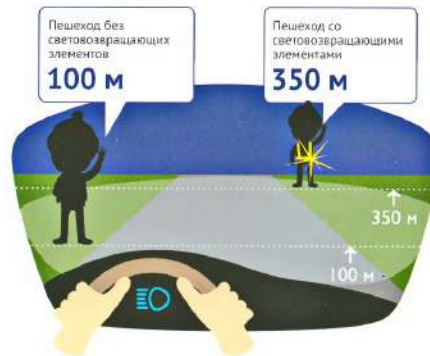 Пешеход без
световозвращающих
элементов
100 м
Пешеход со
световозвращающими
элементами
350 м
350 м
100 м